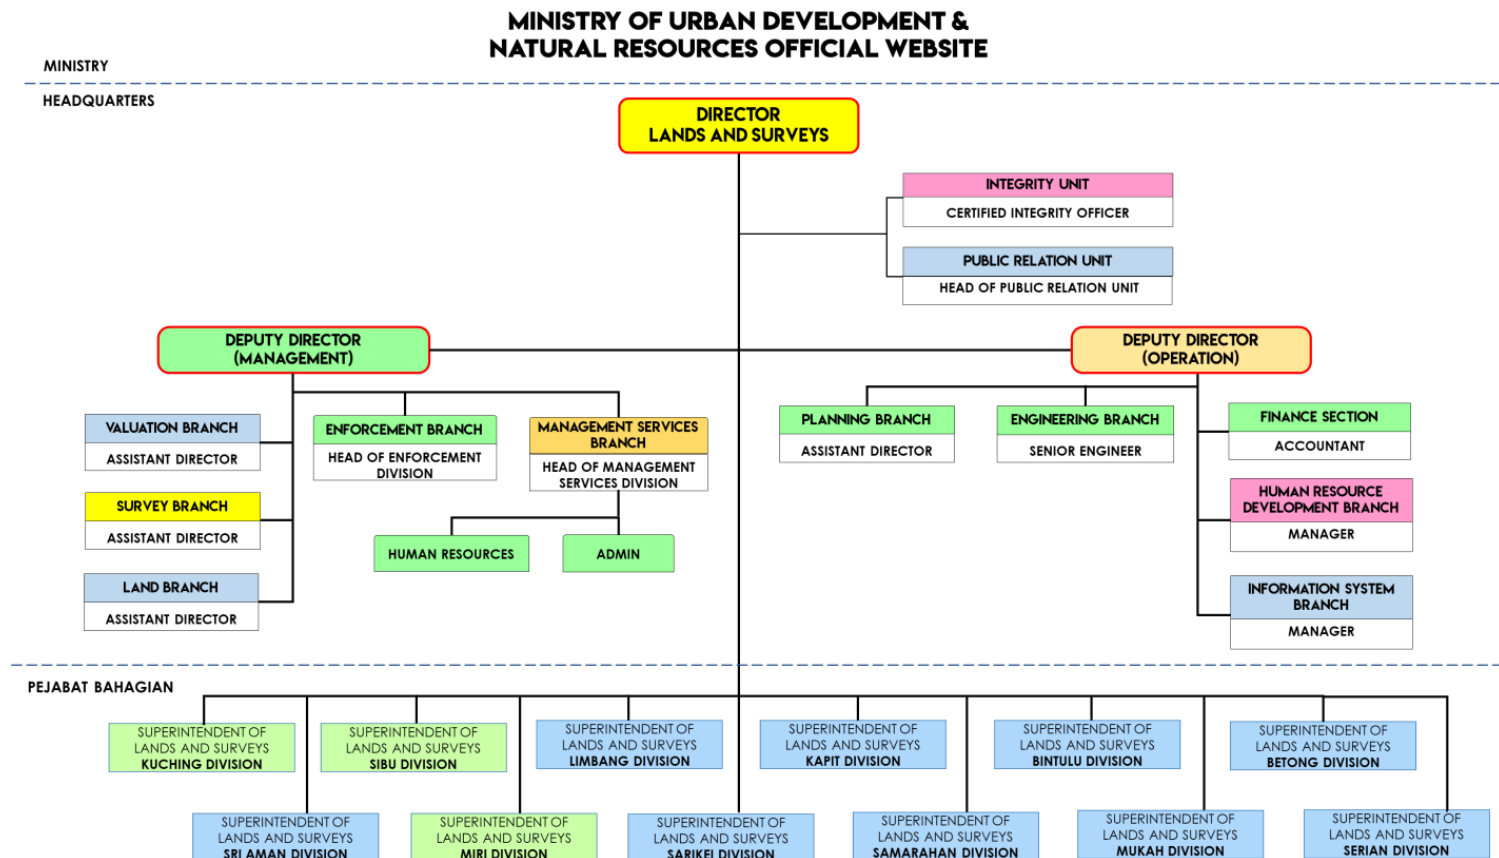 MINISTRY OF URBAN DEVELOPMENT &
NATURAL RESOURCES OFFICIAL WEBSITE
MINISTRY
HEADQUARTERS
DIRECTOR
LANDS AND SURVEYS
INTEGRITY UNIT
CERTIFIED INTEGRITY OFFICER
PUBLIC RELATION UNIT
HEAD OF PUBLIC RELATION UNIT
DEPUTY DIRECTOR
(MANAGEMENT)
DEPUTY DIRECTOR
(OPERATION)
VALUATION BRANCH
ASSISTANT DIRECTOR
SURVEY BRANCH
ASSISTANT DIRECTOR
LAND BRANCH
ASSISTANT DIRECTOR
ENFORCEMENT BRANCH
HEAD OF ENFORCEMENT
DIVISION
MANAGEMENT SERVICES
BRANCH
HEAD OF MANAGEMENT
SERVICES DIVISION
HUMAN RESOURCES
ADMIN
PLANNING BRANCH
ASSISTANT DIRECTOR
ENGINEERING BRANCH
SENIOR ENGINEER
FINANCE SECTION
ACCOUNTANT
HUMAN RESOURCE
DEVELOPMENT BRANCH
MANAGER
INFORMATION SYSTEM
BRANCH
MANAGER
PEJABAT BAHAGIAN
SUPERINTENDENT OF
LANDS AND SURVEYS
KUCHING DIVISION
SUPERINTENDENT OF
LANDS AND SURVEYS
SIBU DIVISION
SUPERINTENDENT OF
LANDS AND SURVEYS
LIMBANG DIVISION
SUPERINTENDENT OF
LANDS AND SURVEYS
KAPIT DIVISION
SUPERINTENDENT OF
LANDS AND SURVEYS
BINTULU DIVISION
SUPERINTENDENT OF
LANDS AND SURVEYS
BETONG DIVISION
SUPERINTENDENT OF
LANDS AND SURVEYS
SRI AMAN DIVISION
SUPERINTENDENT OF
LANDS AND SURVEYS
MIRI DIVISION
SUPERINTENDENT OF
LANDS AND SURVEYS
SARIKEI DIVISION
SUPERINTENDENT OF
LANDS AND SURVEYS
SAMARAHAN DIVISION
SUPERINTENDENT OF
LANDS AND SURVEYS
MUKAH DIVISION
SUPERINTENDENT OF
LANDS AND SURVEYS
SERIAN DIVISION